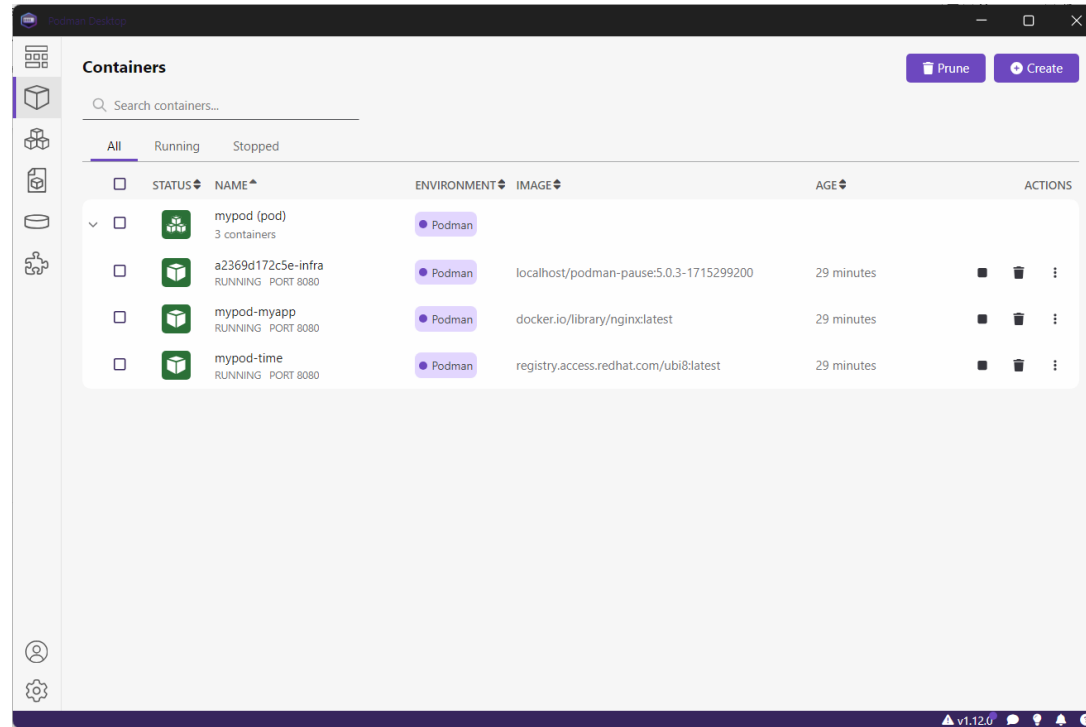 Podman Desktop
Containers
Prune
Create
Search containers...
All Running Stopped
STATUS NAME ENVIRONMENT IMAGE AGE ACTIONS
mypod (pod)
3 containers
Podman
a2369d172c5e-infra
RUNNING PORT 8080
Podman
localhost/podman-pause:5.0.3-1715299200
29 minutes
mypod-myapp
RUNNING PORT 8080
Podman
docker.io/library/nginx:latest
29 minutes
mypod-time
RUNNING PORT 8080
Podman
registry.access.redhat.com/ubi8:latest
29 minutes
v1.12.0